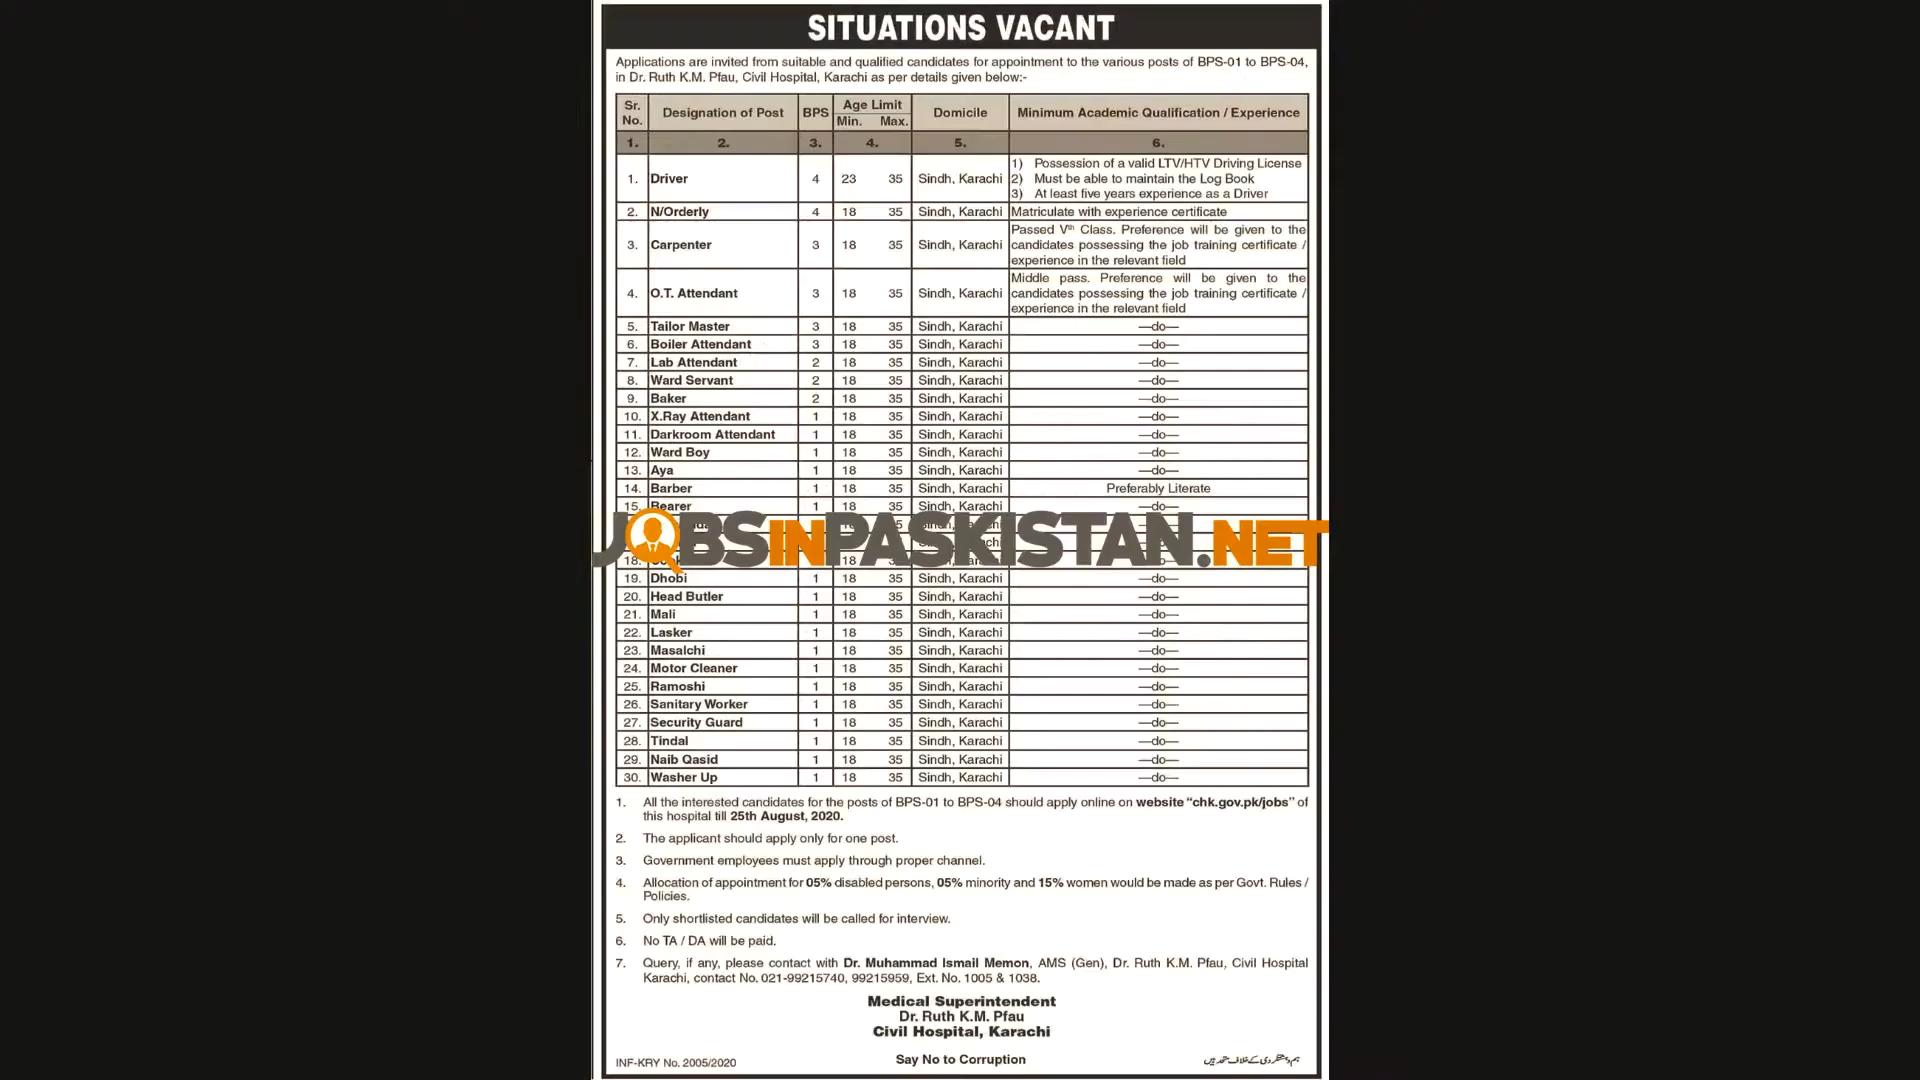 SITUATIONS VACANT
Applications are invited from suitable and qualified candidates for appointment to the various posts of BPS-01 to BPS-04,
in Dr. Ruth K.M. Pfau, Civil Hospital, Karachi as per details given below:-
Sr. No. Designation of Post BPS Age Limit Min. Max. Domicile Minimum Academic Qualification / Experience
1. 2. 3. 4. 5. 6.
1. Driver 4 23 35 Sindh, Karachi 1) Possession of a valid LTV/HTV Driving License
2) Must be able to maintain the Log Book
3) At least five years experience as a Driver
2. N/Orderly 4 18 35 Sindh, Karachi Matriculate with experience certificate
3. Carpenter 3 18 35 Sindh, Karachi Passed Vth Class. Preference will be given to the
candidates possessing the job training certificate /
experience in the relevant field
4. O.T. Attendant 3 18 35 Sindh, Karachi Middle pass. Preference will be given to the
candidates possessing the job training certificate /
experience in the relevant field
5. Tailor Master 3 18 35 Sindh, Karachi —do—
6. Boiler Attendant 3 18 35 Sindh, Karachi —do—
7. Lab Attendant 2 18 35 Sindh, Karachi —do—
8. Ward Servant 2 18 35 Sindh, Karachi —do—
9. Baker 2 18 35 Sindh, Karachi —do—
10. X.Ray Attendant 1 18 35 Sindh, Karachi —do—
11. Darkroom Attendant 1 18 35 Sindh, Karachi —do—
12. Ward Boy 1 18 35 Sindh, Karachi —do—
13. Aya 1 18 35 Sindh, Karachi —do—
14. Barber 1 18 35 Sindh, Karachi Preferably Literate
15. Bearer 1 18 35 Sindh, Karachi —do—
JOBSINPASKISTAN.NET
18. 18
19. Dhobi 1 18 35 Sindh, Karachi —do—
20. Head Butler 1 18 35 Sindh, Karachi —do—
21. Mali 1 18 35 Sindh, Karachi —do—
22. Lasker 1 18 35 Sindh, Karachi —do—
23. Masalchi 1 18 35 Sindh, Karachi —do—
24. Motor Cleaner 1 18 35 Sindh, Karachi —do—
25. Ramoshi 1 18 35 Sindh, Karachi —do—
26. Sanitary Worker 1 18 35 Sindh, Karachi —do—
27. Security Guard 1 18 35 Sindh, Karachi —do—
28. Tindal 1 18 35 Sindh, Karachi —do—
29. Naib Qasid 1 18 35 Sindh, Karachi —do—
30. Washer Up 1 18 35 Sindh, Karachi —do—
1. All the interested candidates for the posts of BPS-01 to BPS-04 should apply online on website “chk.gov.pk/jobs” of
this hospital till 25th August, 2020.
2. The applicant should apply only for one post.
3. Government employees must apply through proper channel.
4. Allocation of appointment for 05% disabled persons, 05% minority and 15% women would be made as per Govt. Rules /
Policies.
5. Only shortlisted candidates will be called for interview.
6. No TA / DA will be paid.
7. Query, if any, please contact with Dr. Muhammad Ismail Memon, AMS (Gen), Dr. Ruth K.M. Pfau, Civil Hospital
Karachi, contact No. 021-99215740, 99215959, Ext. No. 1005 & 1038.
Medical Superintendent
Dr. Ruth K.M. Pfau
Civil Hospital, Karachi
INF-KRY No. 2005/2020 Say No to Corruption ہم دہشتگردی کے خلاف متحد ہیں